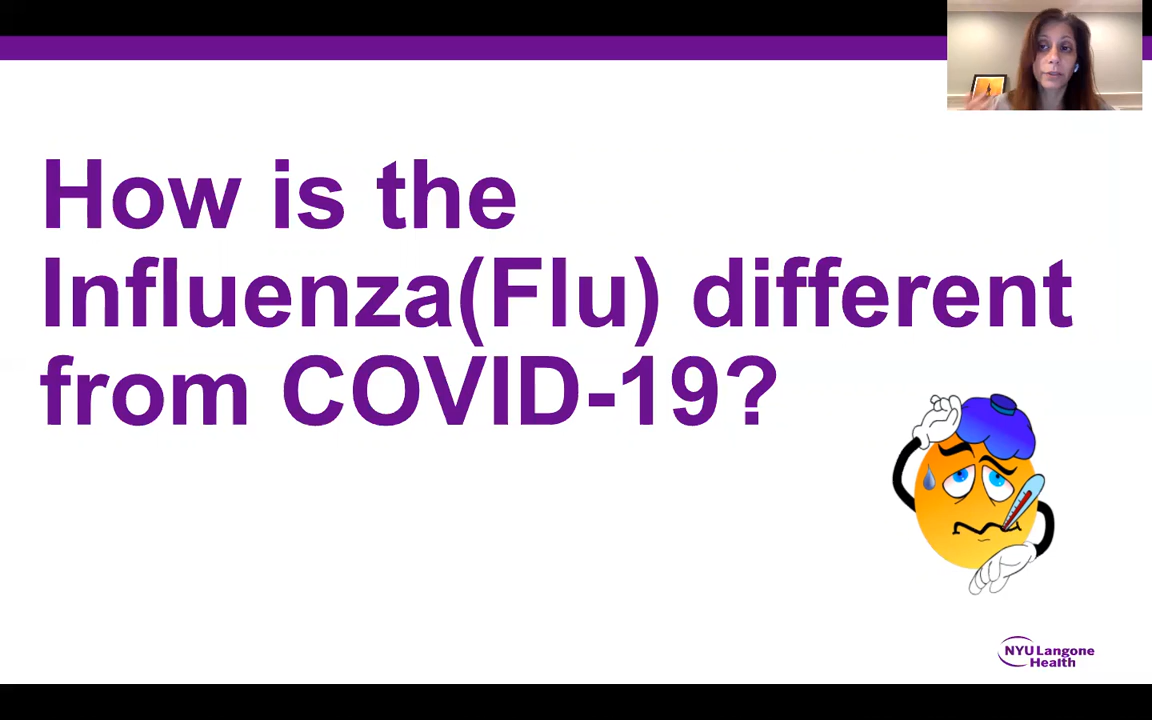 How is the
Influenza(Flu) different
from COVID-19?
NYU Langone
Health